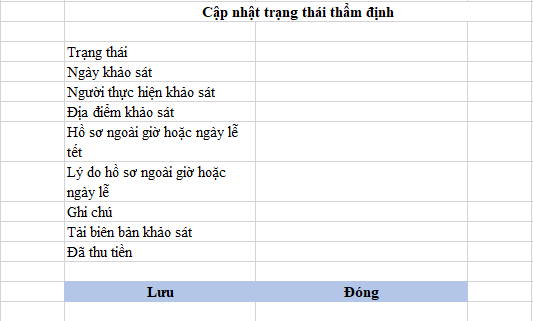 Cập nhật trạng thái thẩm định
Trạng thái
Ngày khảo sát
Người thực hiện khảo sát
Địa điểm khảo sát
Hồ sơ ngoài giờ hoặc ngày lễ
tết
Lý do hồ sơ ngoài giờ hoặc
ngày lễ
Ghi chú
Tải biên bản khảo sát
Đã thu tiền
Lưu Đóng